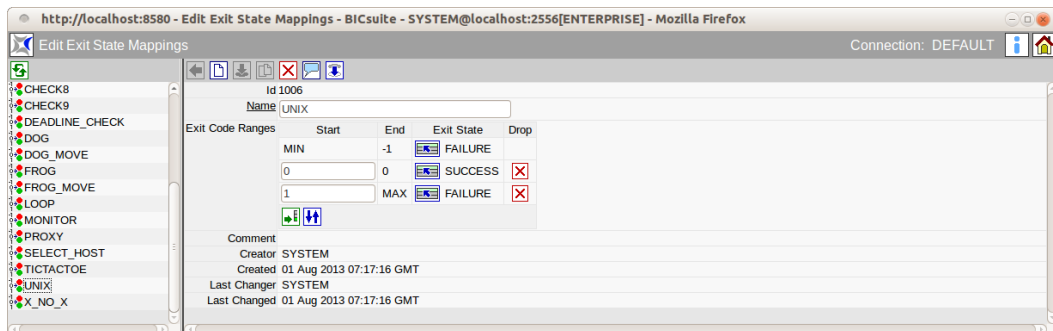 http://localhost:8580 - Edit Exit State Mappings - BICsuite - SYSTEM@localhost:2556[ENTERPRISE] - Mozilla Firefox
Edit Exit State Mappings
Connection: DEFAULT
CHECK8
CHECK9
DEADLINE_CHECK
DOG
DOG_MOVE
FROG
FROG_MOVE
LOOP
MONITOR
PROXY
SELECT_HOST
TICTACTOE
UNIX
X_NO_X
Id 1006
Name UNIX
Exit Code Ranges Start End Exit State Drop
MIN -1 FAILURE
0 0 SUCCESS
1 MAX FAILURE
Comment
Creator SYSTEM
Created 01 Aug 2013 07:17:16 GMT
Last Changer SYSTEM
Last Changed 01 Aug 2013 07:17:16 GMT